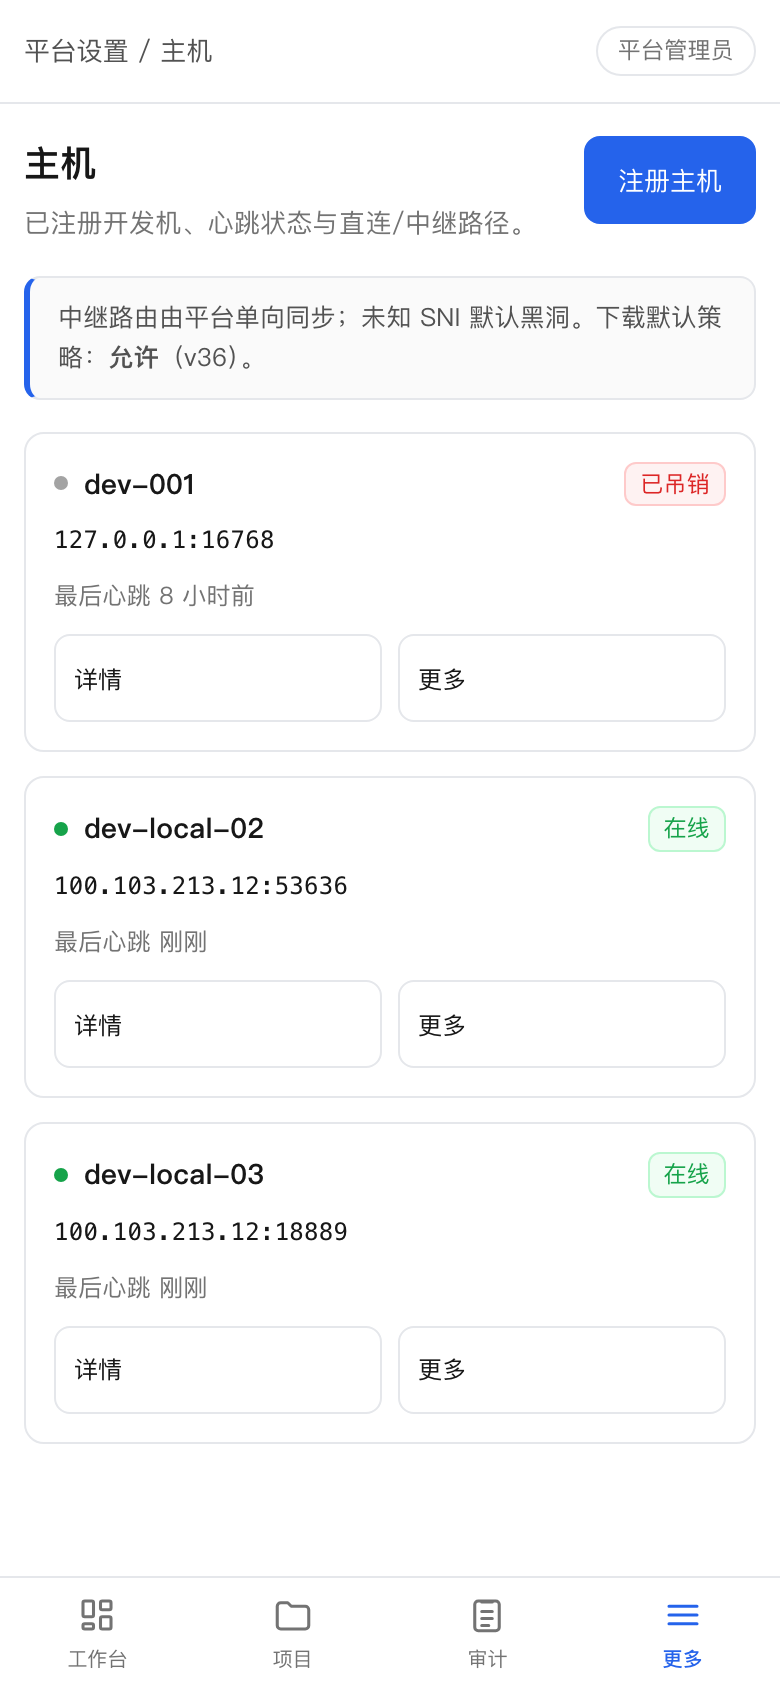 平台设置 / 主机
平台管理员
主机
注册主机
已注册开发机、心跳状态与直连/中继路径。
中继路由由平台单向同步；未知 SNI 默认黑洞。下载默认策
略：允许（v36）。
dev-001
已吊销
127.0.0.1:16768
最后心跳 8 小时前
详情
更多
dev-local-02
在线
100.103.213.12:53636
最后心跳 刚刚
详情
更多
dev-local-03
在线
100.103.213.12:18889
最后心跳 刚刚
详情
更多
工作台
项目
审计
更多